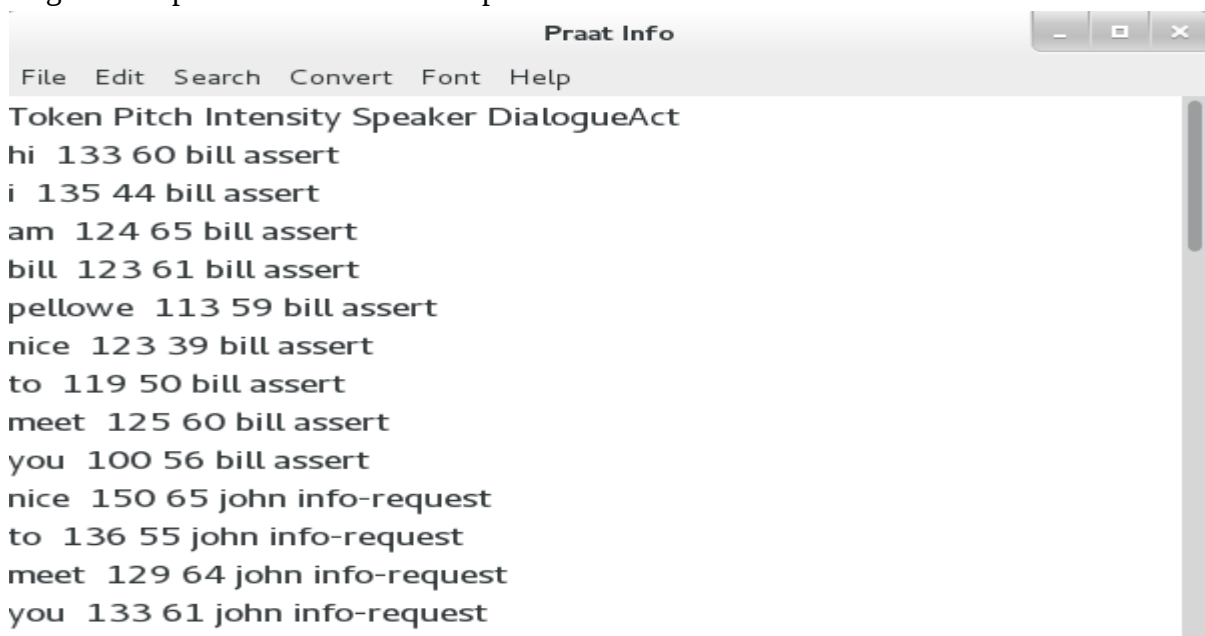 Praat Info
File Edit Search Convert Font Help
Token Pitch Intensity Speaker DialogueAct
hi 133 60 bill assert
i 135 44 bill assert
am 124 65 bill assert
bill 123 61 bill assert
pellowe 113 59 bill assert
nice 123 39 bill assert
to 119 50 bill assert
meet 125 60 bill assert
you 100 56 bill assert
nice 150 65 john info-request
to 136 55 john info-request
meet 129 64 john info-request
you 133 61 john info-request